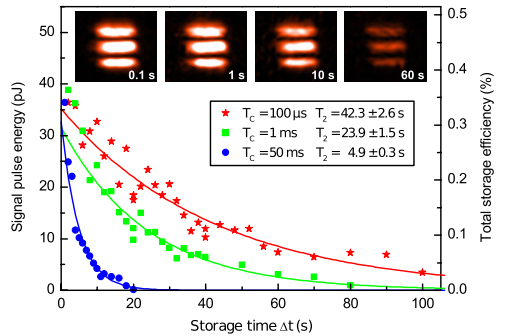 0.1 s
1 s
10 s
60 s
T_C = 100 μs T_2 = 42.3 ± 2.6 s
T_C = 1 ms T_2 = 23.9 ± 1.5 s
T_C = 50 ms T_2 = 4.9 ± 0.3 s
Signal pulse energy (pJ)
55
50
45
40
35
30
20
10
0
Total storage efficiency (%)
0.5
0.4
0.3
0.2
0.1
0.0
0 20 40 60 80 100
Storage time Δt (s)